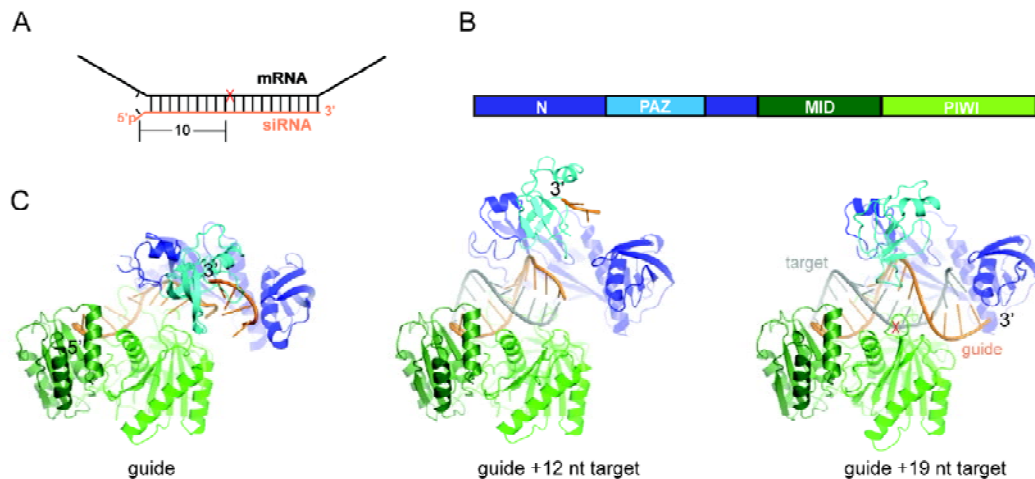 A
mRNA
5'p
siRNA
3'
10
X
B
N PAZ MID PIWI
C
5'
3'
guide
3'
guide +12 nt target
target
X
3'
guide
guide +19 nt target